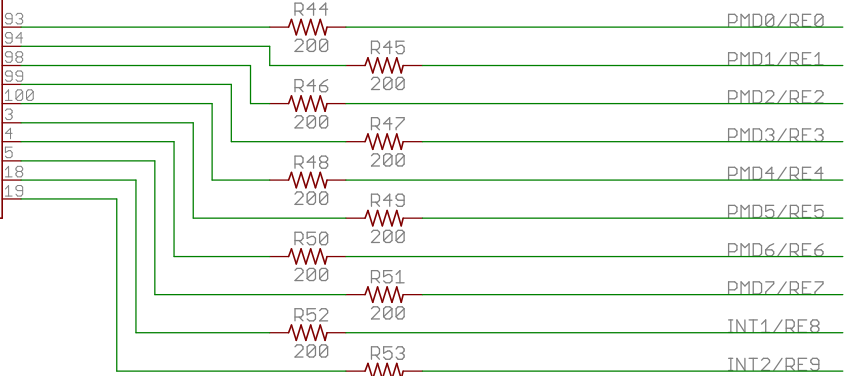 93 R44 PMD0/RE0
200
94 R45 PMD1/RE1
200
98 R46 PMD2/RE2
200
99 R47 PMD3/RE3
200
100 R48 PMD4/RE4
200
3 R49 PMD5/RE5
200
4 R50 PMD6/RE6
200
5 R51 PMD7/RE7
200
18 R52 INT1/RE8
200
19 R53 INT2/RE9